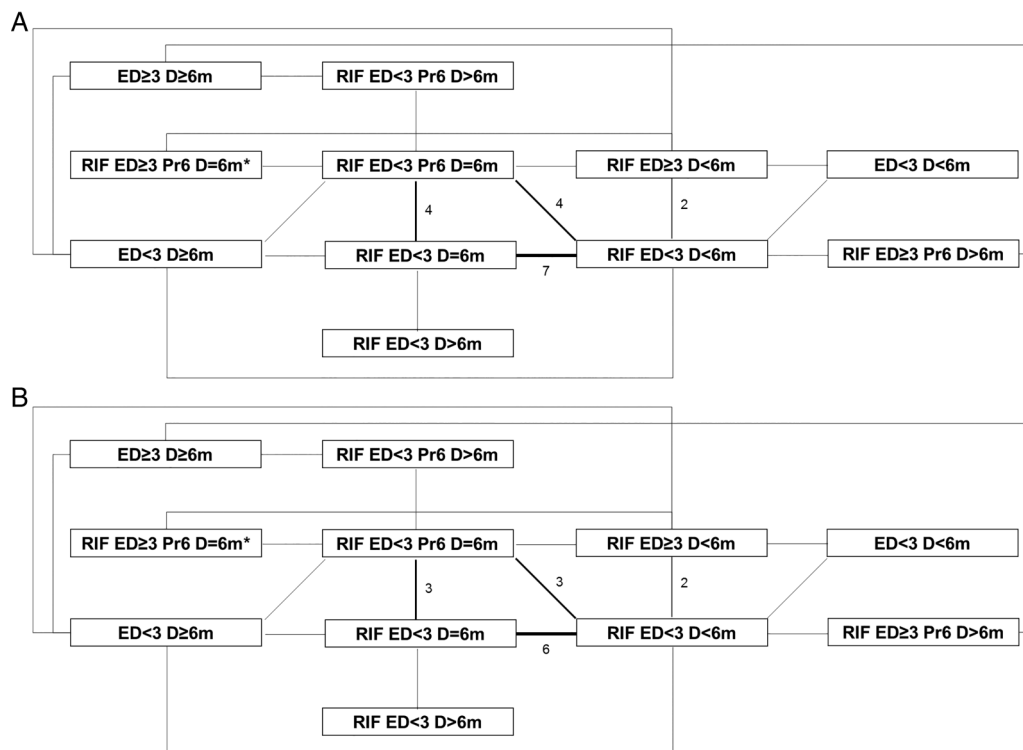 A
ED≥3 D≥6m
RIF ED<3 Pr6 D>6m
RIF ED≥3 Pr6 D=6m*
RIF ED<3 Pr6 D=6m
RIF ED≥3 D<6m
ED<3 D<6m
4
4
2
ED<3 D≥6m
RIF ED<3 D=6m
RIF ED<3 D<6m
RIF ED≥3 Pr6 D>6m
7
RIF ED<3 D>6m
B
ED≥3 D≥6m
RIF ED<3 Pr6 D>6m
RIF ED≥3 Pr6 D=6m*
RIF ED<3 Pr6 D=6m
RIF ED≥3 D<6m
ED<3 D<6m
3
3
2
ED<3 D≥6m
RIF ED<3 D=6m
RIF ED<3 D<6m
RIF ED≥3 Pr6 D>6m
6
RIF ED<3 D>6m